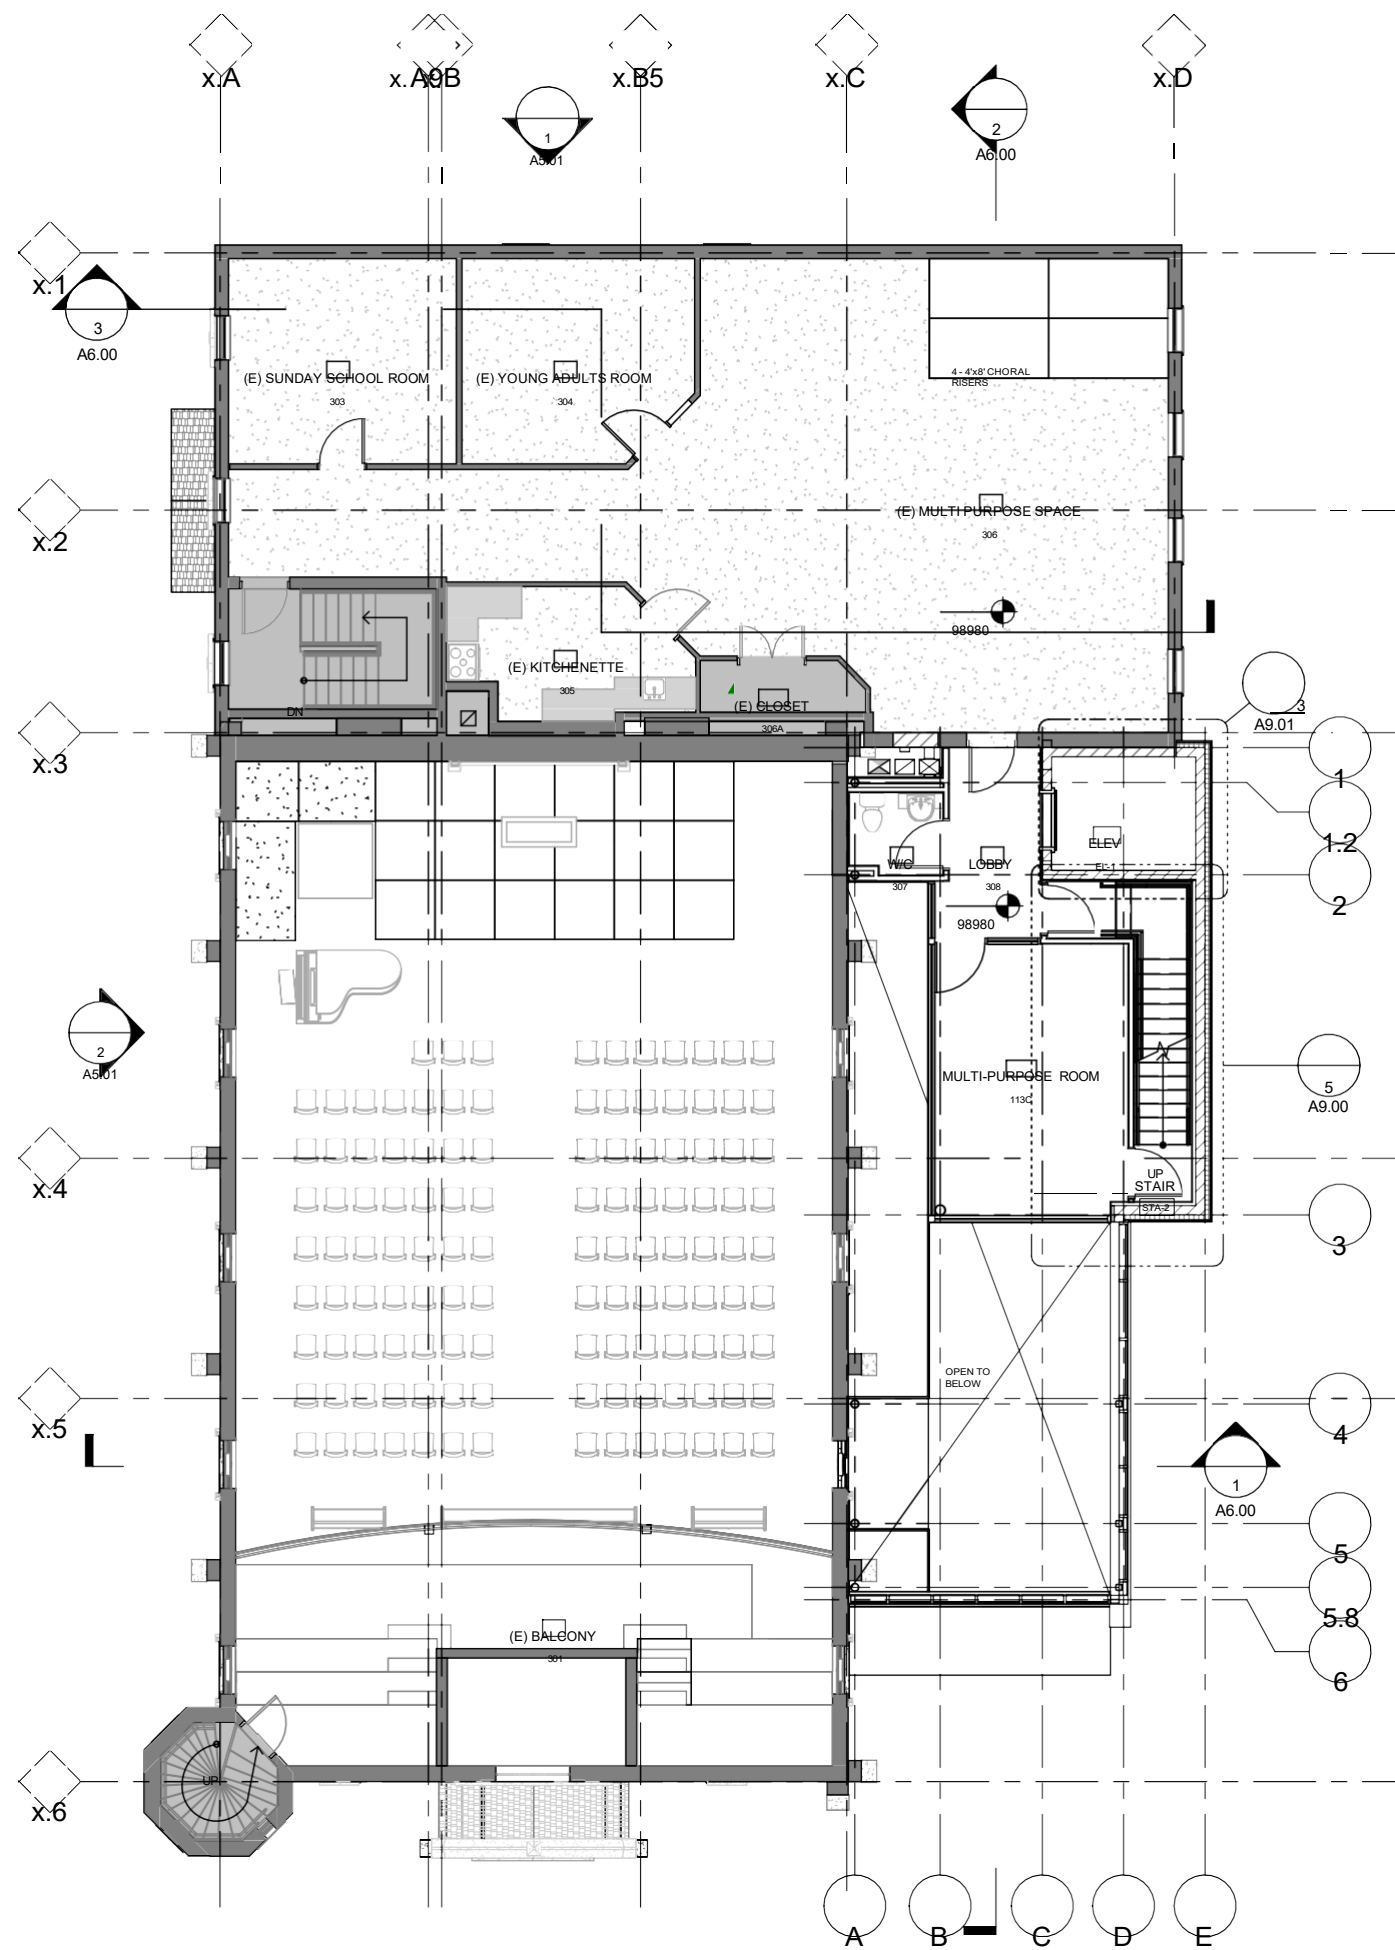 x.A
x. A9
x.B
x.B5
x.C
x.D
1
A5.01
2
A6.00
x.1
3
A6.00
(E) SUNDAY SCHOOL ROOM
303
(E) YOUNG ADULTS ROOM
304
4 - 4'x8' CHORAL
RISERS
x.2
(E) MULTI PURPOSE SPACE
306
98980
(E) KITCHENETTE
305
DN
(E) CLOSET
306A
3
A9.01
x.3
1
1.2
ELEV
EL-1
W/C
307
LOBBY
308
2
98980
2
A5.01
MULTI-PURPOSE ROOM
113C
5
A9.00
x.4
UP
STAIR
STA-2
3
OPEN TO
BELOW
x.5
4
1
A6.00
5
5.8
(E) BALCONY
301
6
UP
x.6
A
B
C
D
E